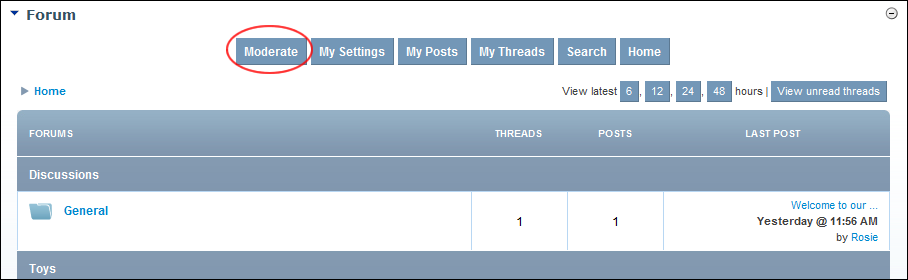 Forum
Moderate My Settings My Posts My Threads Search Home
Home View latest 6, 12, 24, 48 hours | View unread threads
FORUMS THREADS POSTS LAST POST
Discussions
General 1 1 Welcome to our ...
Yesterday @ 11:56 AM
by Rosie
Toys